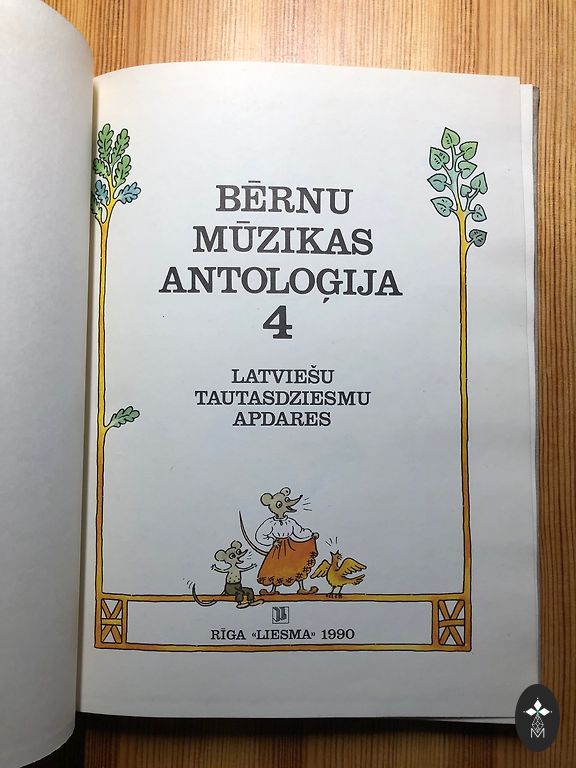 BĒRNU
MŪZIKAS
ANTOLOĢIJA
4
LATVIEŠU
TAUTASDZIESMU
APDARES
RĪGA «LIESMA» 1990
M